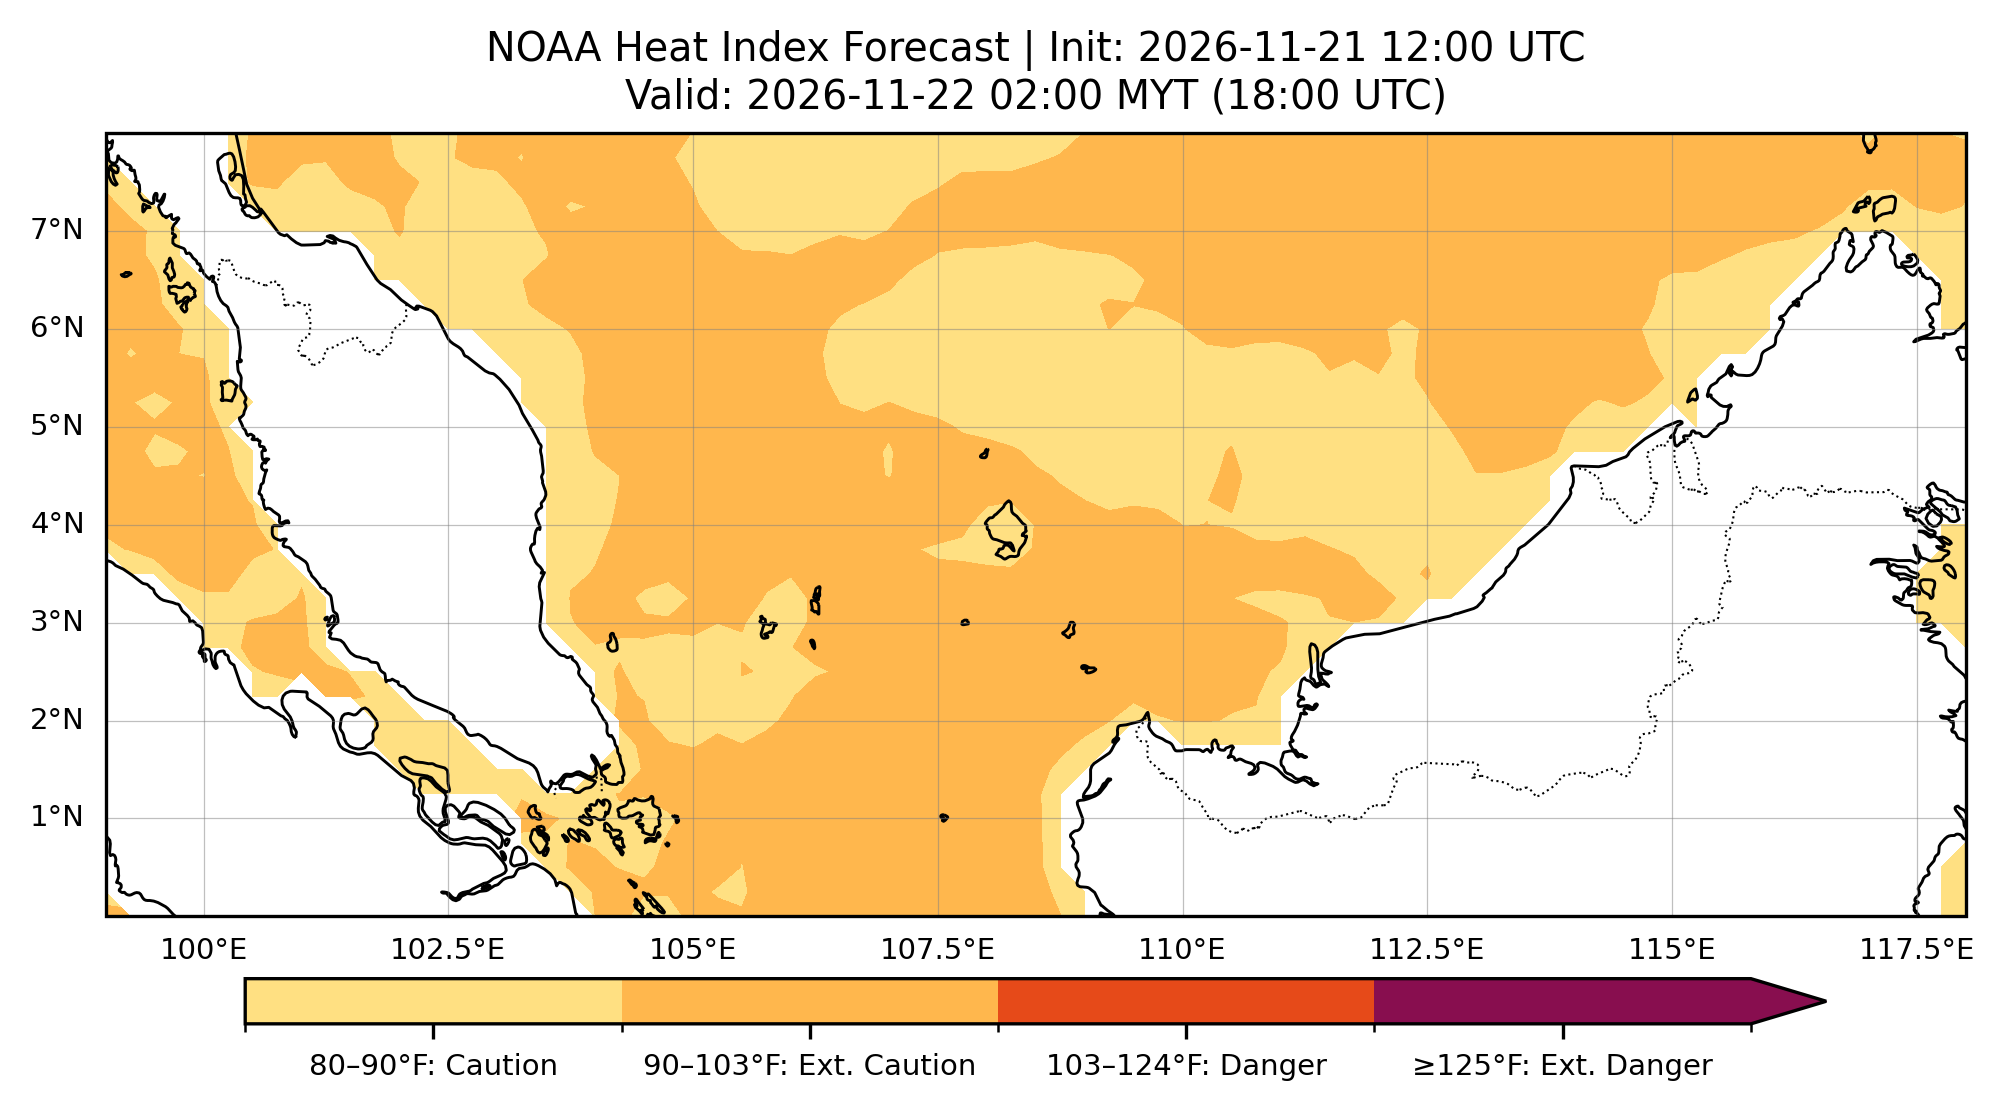 NOAA Heat Index Forecast | Init: 2026-11-21 12:00 UTC
Valid: 2026-11-22 02:00 MYT (18:00 UTC)
7°N
6°N
5°N
4°N
3°N
2°N
1°N
100°E
102.5°E
105°E
107.5°E
110°E
112.5°E
115°E
117.5°E
80–90°F: Caution
90–103°F: Ext. Caution
103–124°F: Danger
≥125°F: Ext. Danger